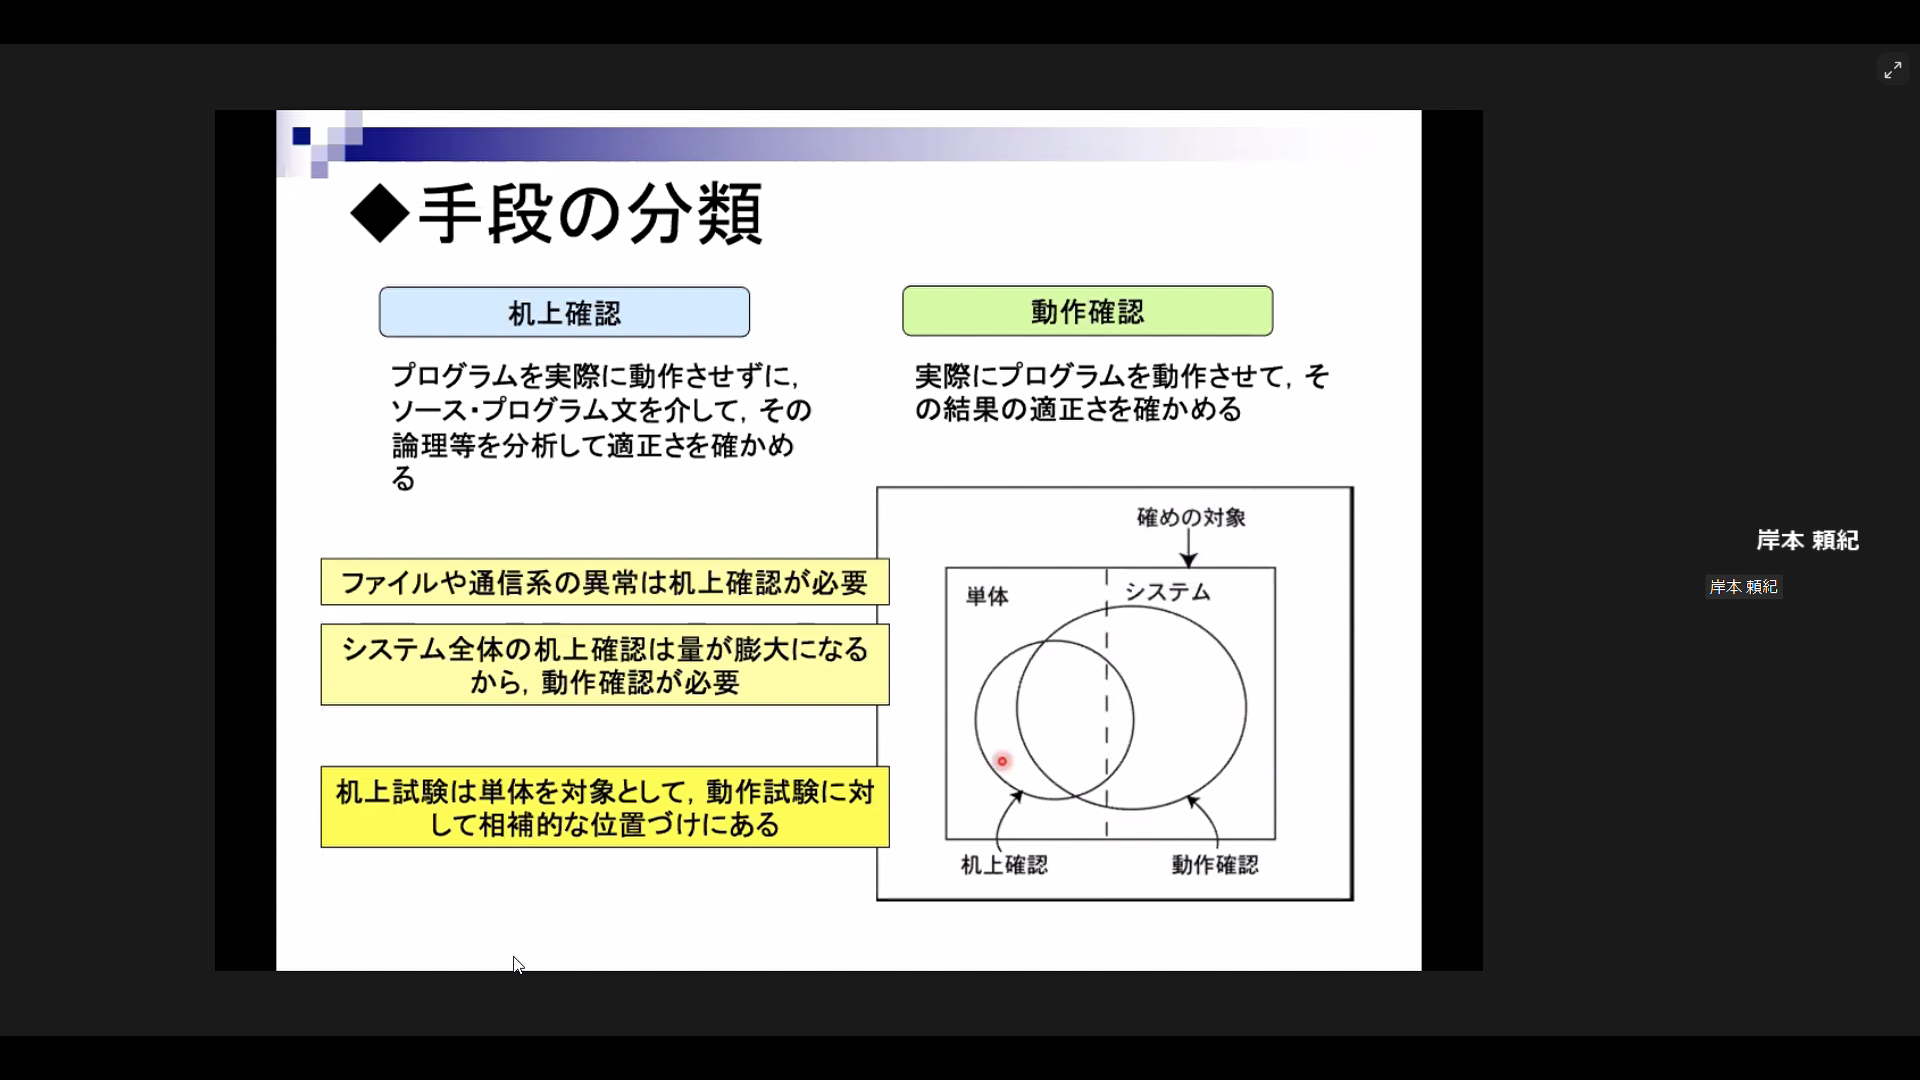 ◆手段の分類
机上確認
プログラムを実際に動作させずに,
ソース・プログラム文を介して, その
論理等を分析して適正さを確かめ
る
動作確認
実際にプログラムを動作させて, そ
の結果の適正さを確かめる
ファイルや通信系の異常は机上確認が必要
システム全体の机上確認は量が膨大になる
から, 動作確認が必要
机上試験は単体を対象として, 動作試験に対
して相補的な位置づけにある
確めの対象
単体
システム
机上確認
動作確認
岸本 頼紀
岸本 頼紀